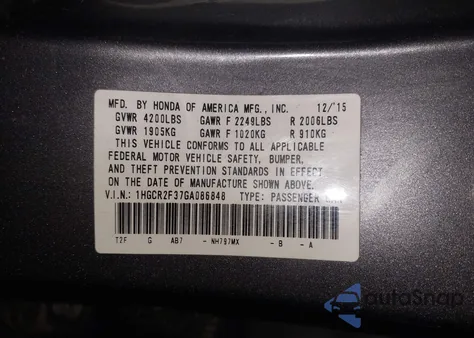 MFD. BY HONDA OF AMERICA MFG., INC. 12/'15
GVWR 4200LBS GAWR F 2249LBS R 2006LBS
GVWR 1905KG GAWR F 1020KG R 910KG
THIS VEHICLE CONFORMS TO ALL APPLICABLE
FEDERAL MOTOR VEHICLE SAFETY, BUMPER,
AND THEFT PREVENTION STANDARDS IN EFFECT
ON THE DATE OF MANUFACTURE SHOWN ABOVE.
V.I.N.: 1HGCR2F37GA086848 TYPE: PASSENGER
T2F G AB7 - NH797MX - B - A
autoSnap